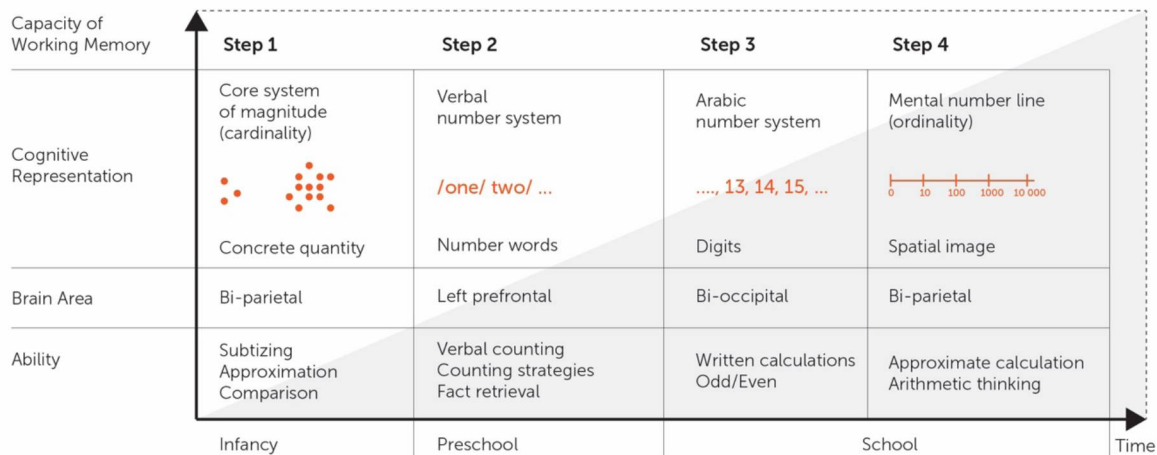 Capacity of
Working Memory
Step 1
Step 2
Step 3
Step 4
Cognitive
Representation
Core system
of magnitude
(cardinality)
Concrete quantity
Verbal
number system
/one/ two/ ...
Number words
Arabic
number system
...., 13, 14, 15, ...
Digits
Mental number line
(ordinality)
0 10 100 1000 10 000
Spatial image
Brain Area
Bi-parietal
Left prefrontal
Bi-occipital
Bi-parietal
Ability
Subtizing
Approximation
Comparison
Verbal counting
Counting strategies
Fact retrieval
Written calculations
Odd/Even
Approximate calculation
Arithmetic thinking
Infancy
Preschool
School
Time